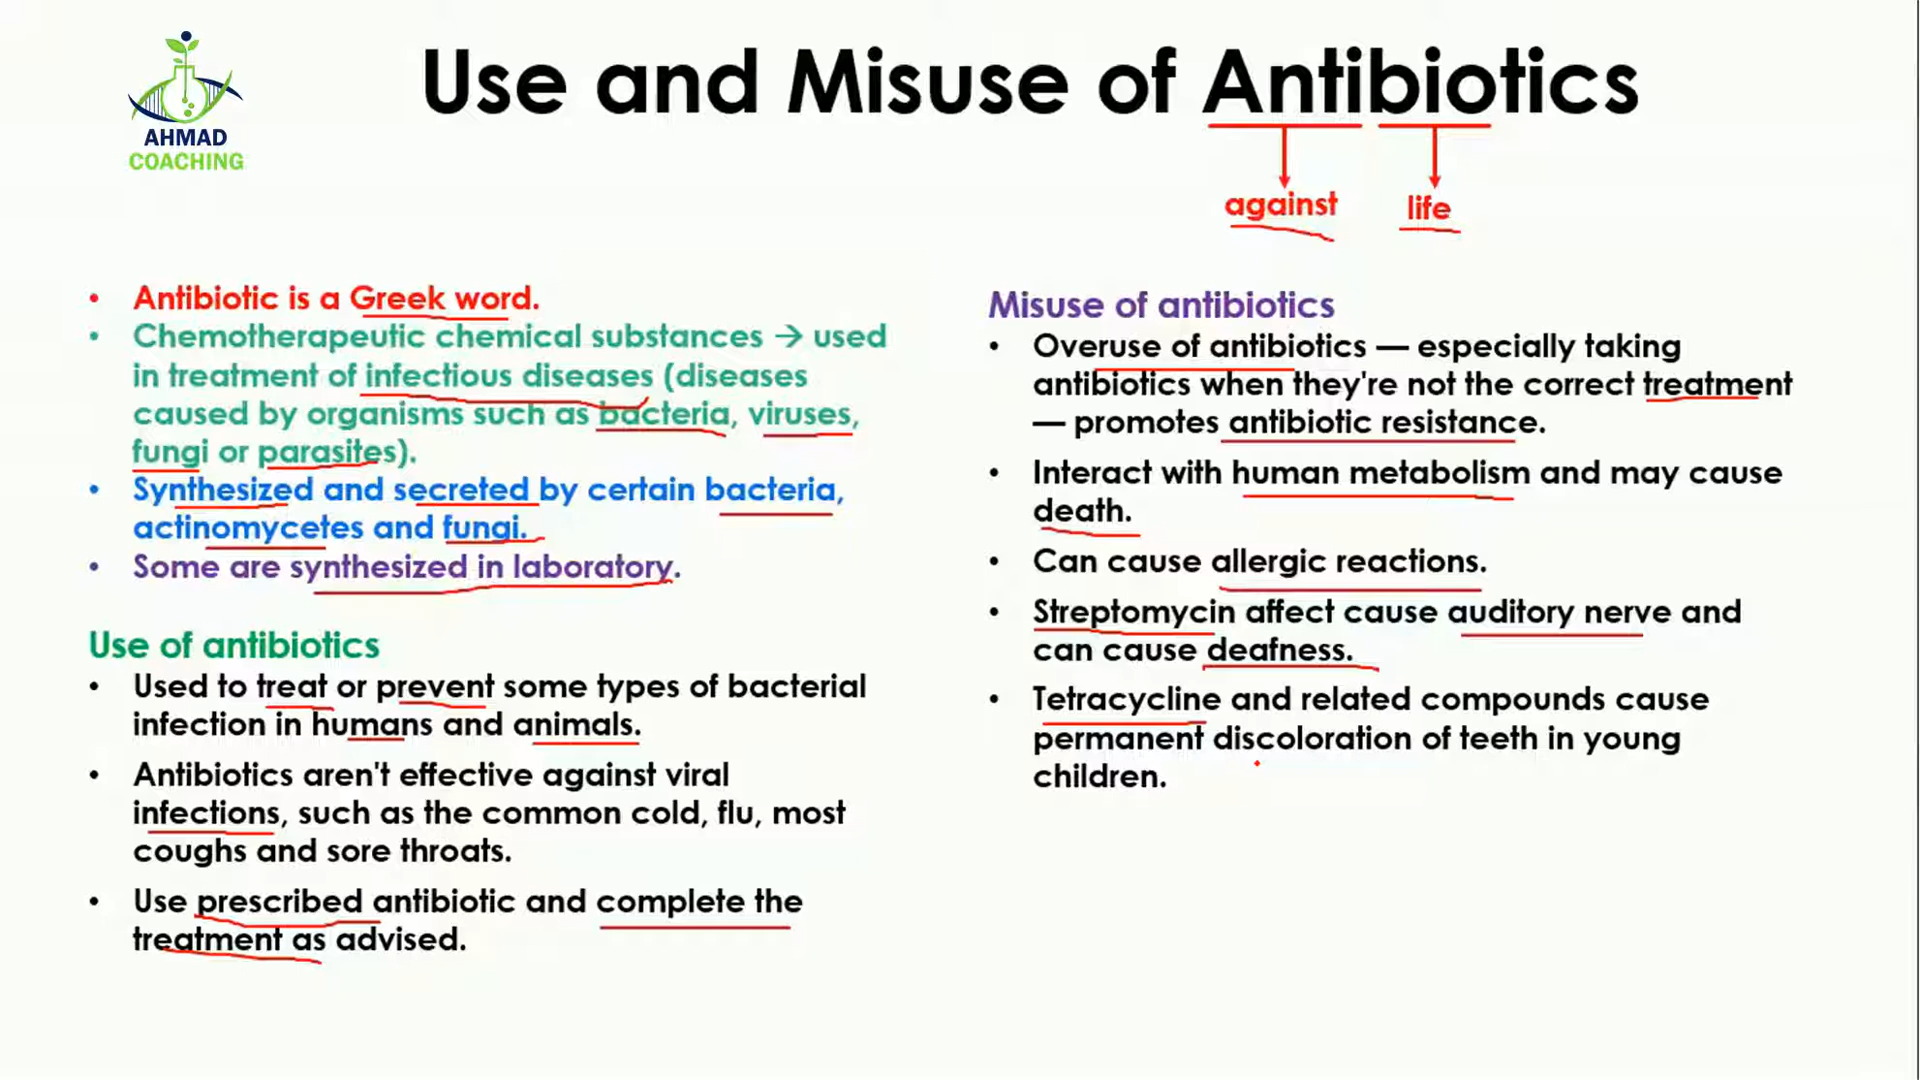 AHMAD
COACHING
Use and Misuse of Antibiotics
against
life
• Antibiotic is a Greek word.
• Chemotherapeutic chemical substances → used
in treatment of infectious diseases (diseases
caused by organisms such as bacteria, viruses,
fungi or parasites).
• Synthesized and secreted by certain bacteria,
actinomycetes and fungi.
• Some are synthesized in laboratory.
Use of antibiotics
• Used to treat or prevent some types of bacterial
infection in humans and animals.
• Antibiotics aren't effective against viral
infections, such as the common cold, flu, most
coughs and sore throats.
• Use prescribed antibiotic and complete the
treatment as advised.
Misuse of antibiotics
• Overuse of antibiotics — especially taking
antibiotics when they're not the correct treatment
— promotes antibiotic resistance.
• Interact with human metabolism and may cause
death.
• Can cause allergic reactions.
• Streptomycin affect cause auditory nerve and
can cause deafness.
• Tetracycline and related compounds cause
permanent discoloration of teeth in young
children.